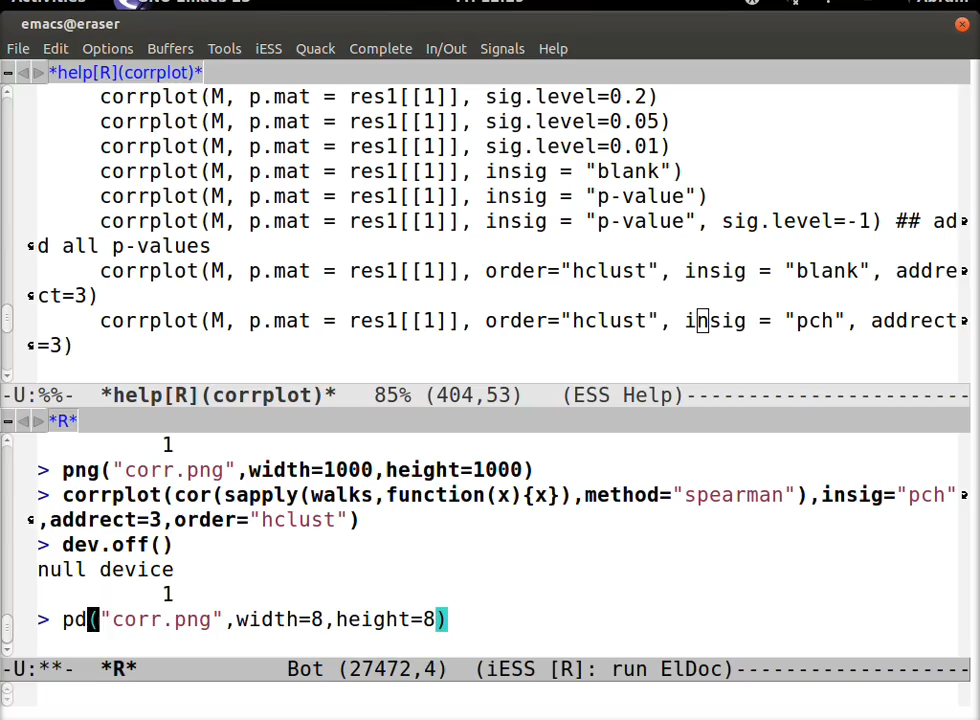 emacs@eraser
File Edit Options Buffers Tools iESS Quack Complete In/Out Signals Help
*help[R](corrplot)*
corrplot(M, p.mat = res1[[1]], sig.level=0.2)
corrplot(M, p.mat = res1[[1]], sig.level=0.05)
corrplot(M, p.mat = res1[[1]], sig.level=0.01)
corrplot(M, p.mat = res1[[1]], insig = "blank")
corrplot(M, p.mat = res1[[1]], insig = "p-value")
corrplot(M, p.mat = res1[[1]], insig = "p-value", sig.level=-1) ## ad
d all p-values
corrplot(M, p.mat = res1[[1]], order="hclust", insig = "blank", addre
ct=3)
corrplot(M, p.mat = res1[[1]], order="hclust", insig = "pch", addrect
=3)
-U:%%- *help[R](corrplot)* 85% (404,53) (ESS Help)-----------------------
*R*
1
> png("corr.png",width=1000,height=1000)
> corrplot(cor(sapply(walks,function(x){x}),method="spearman"),insig="pch"
,addrect=3,order="hclust")
> dev.off()
null device
1
> pd("corr.png",width=8,height=8)
-U:**- *R* Bot (27472,4) (iESS [R]: run ElDoc)-------------------